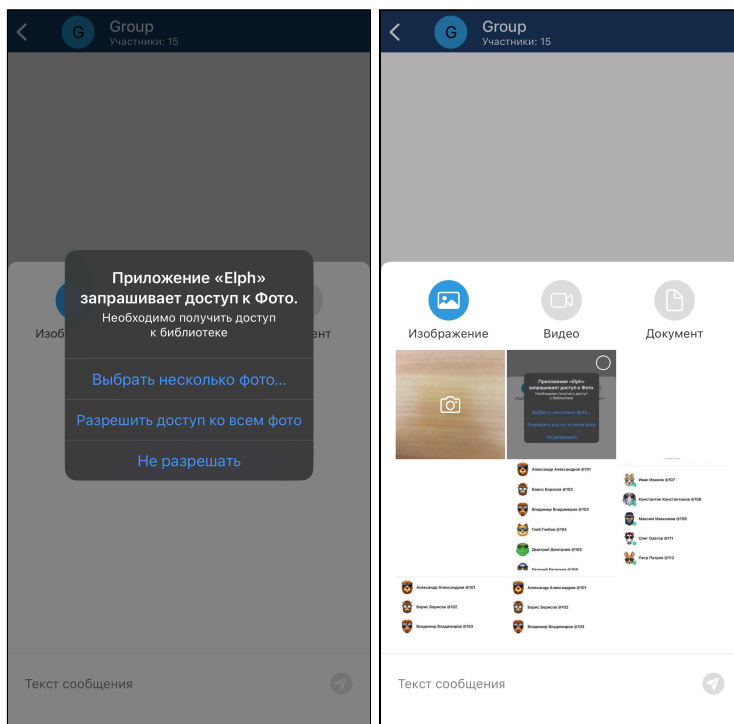 G
Group
Участники: 15
Приложение «Elph»
запрашивает доступ к Фото.
Необходимо получить доступ
к библиотеке
Изоб
ент
Выбрать несколько фото...
Разрешить доступ ко всем фото
Не разрешать
Текст сообщения
G
Group
Участники: 15
Изображение
Видео
Документ
Приложение «Elph»
запрашивает доступ к Фото.
Необходимо получить доступ
к библиотеке
Выбрать несколько фото...
Разрешить доступ ко всем фото
Не разрешать
Александр Александров @101
Борис Борисов @102
Владимир Владимиров @103
Глеб Глебов @104
Дмитрий Дмитриев @105
Иван Иванов @107
Константин Константинов @108
Максим Максимов @109
Олег Олегов @111
Петр Петров @112
Александр Александров @101
Борис Борисов @102
Владимир Владимиров @103
Александр Александров @101
Борис Борисов @102
Владимир Владимиров @103
Текст сообщения